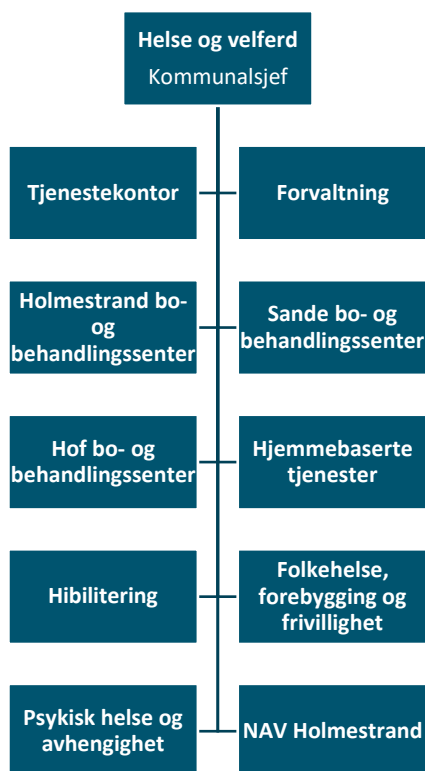 Helse og velferd
Kommunalsjef
Tjenestekontor
Forvaltning
Holmestrand bo-
og
behandlingssenter
Sande bo- og
behandlingssenter
Hof bo- og
behandlingssenter
Hjemmebaserte
tjenester
Hibilitering
Folkehelse,
forebygging og
frivillighet
Psykisk helse og
avhengighet
NAV Holmestrand